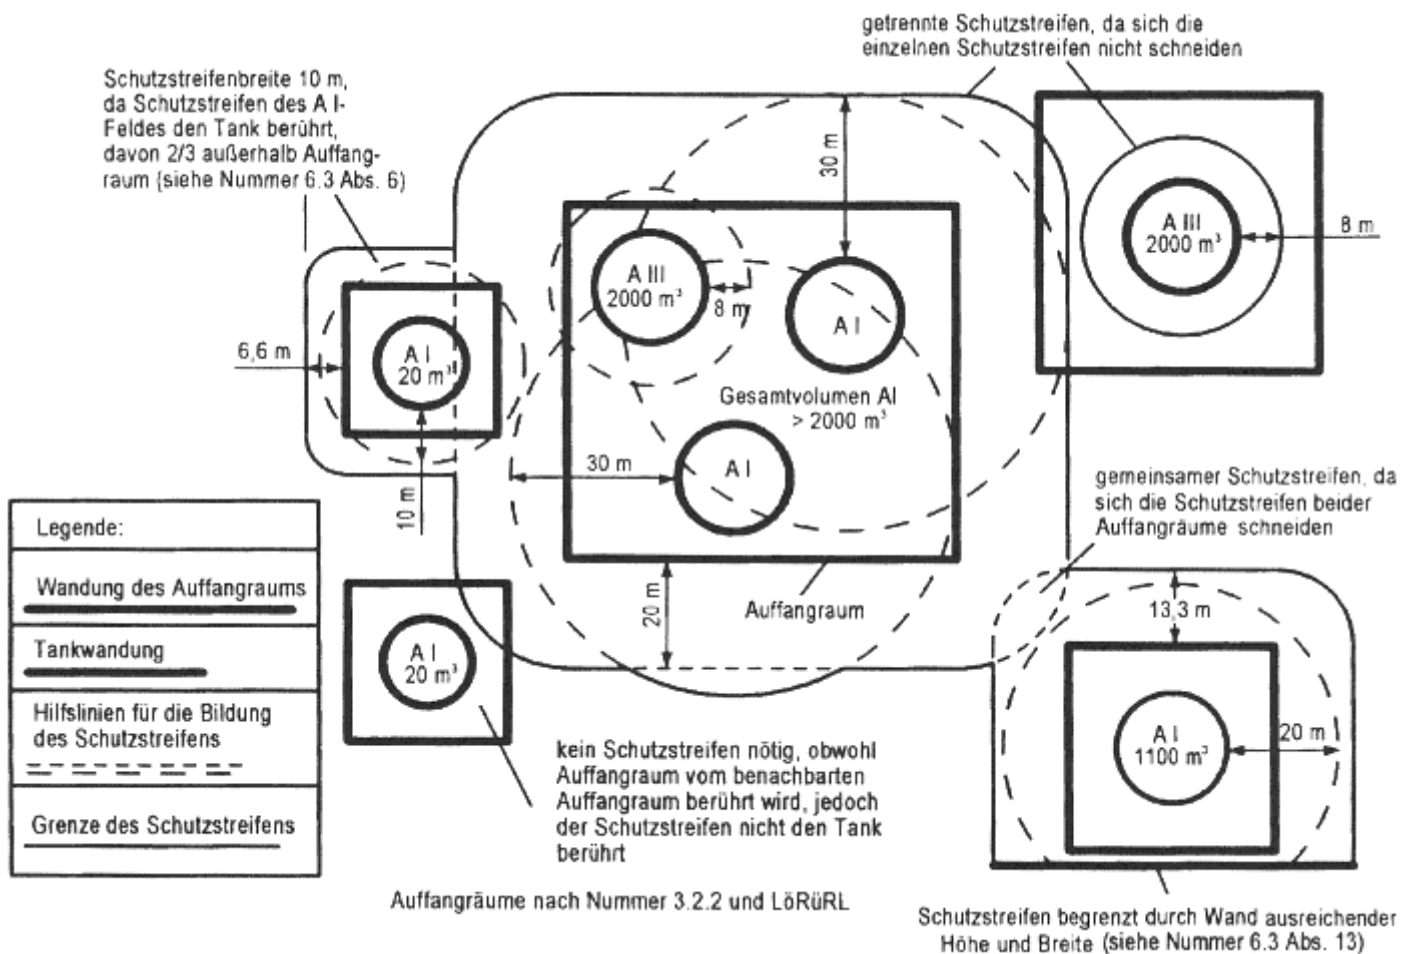 getrennte Schutzstreifen, da sich die
einzelnen Schutzstreifen nicht schneiden
Schutzstreifenbreite 10 m,
da Schutzstreifen des A I-
Feldes den Tank berührt,
davon 2/3 außerhalb Auffang-
raum (siehe Nummer 6.3 Abs. 6)
30 m
A III
2000 m³
8 m
A III
2000 m³
8 m
A I
6,6 m
A I
20 m³
Gesamtvolumen AI
> 2000 m³
30 m
A I
10 m
gemeinsamer Schutzstreifen, da
sich die Schutzstreifen beider
Auffangräume schneiden
Legende:
Wandung des Auffangraums
Tankwandung
Hilfslinien für die Bildung
des Schutzstreifens
Grenze des Schutzstreifens
20 m
Auffangraum
13,3 m
A I
20 m³
A I
1100 m³
20 m
kein Schutzstreifen nötig, obwohl
Auffangraum vom benachbarten
Auffangraum berührt wird, jedoch
der Schutzstreifen nicht den Tank
berührt
Auffangräume nach Nummer 3.2.2 und LöRüRL
Schutzstreifen begrenzt durch Wand ausreichender
Höhe und Breite (siehe Nummer 6.3 Abs. 13)